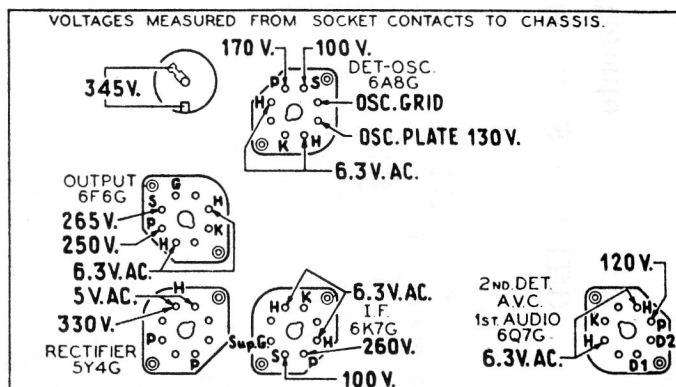 VOLTAGES MEASURED FROM SOCKET CONTACTS TO CHASSIS.
170 V. 100 V.
DET-OSC.
6A8G
345V.
P S
H
OSC. GRID
OSC. PLATE 130 V.
K H
6.3 V. AC.
OUTPUT
6F6G
G
S H
265V.
P K
250V.
H
6.3V. AC.
5 V. AC.
H
330V.
P
P
RECTIFIER
5Y4G
K
H
6.3V. AC.
I.F.
6K7G
Sup.G. H
S P
260V.
100 V.
120V.
2ND. DET.
A.V.C.
1ST. AUDIO
6Q7G
H
K P
H D2
D1
6.3V. AC.